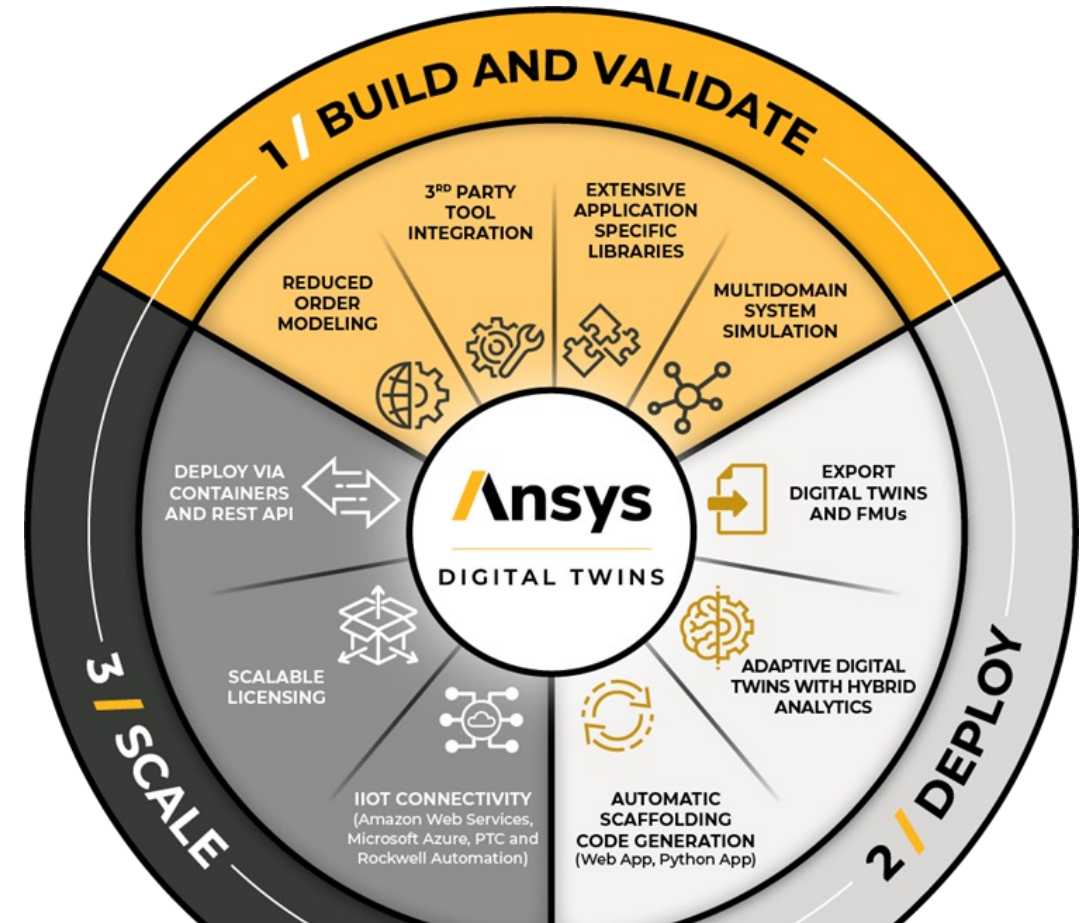 1 / BUILD AND VALIDATE
REDUCED
ORDER
MODELING
3RD PARTY
TOOL
INTEGRATION
EXTENSIVE
APPLICATION
SPECIFIC
LIBRARIES
MULTIDOMAIN
SYSTEM
SIMULATION
Ansys
DIGITAL TWINS
EXPORT
DIGITAL TWINS
AND FMUs
ADAPTIVE DIGITAL
TWINS WITH HYBRID
ANALYTICS
AUTOMATIC
SCAFFOLDING
CODE GENERATION
(Web App, Python App)
2 / DEPLOY
DEPLOY VIA
CONTAINERS
AND REST API
SCALABLE
LICENSING
IIOT CONNECTIVITY
(Amazon Web Services,
Microsoft Azure, PTC and
Rockwell Automation)
3 / SCALE